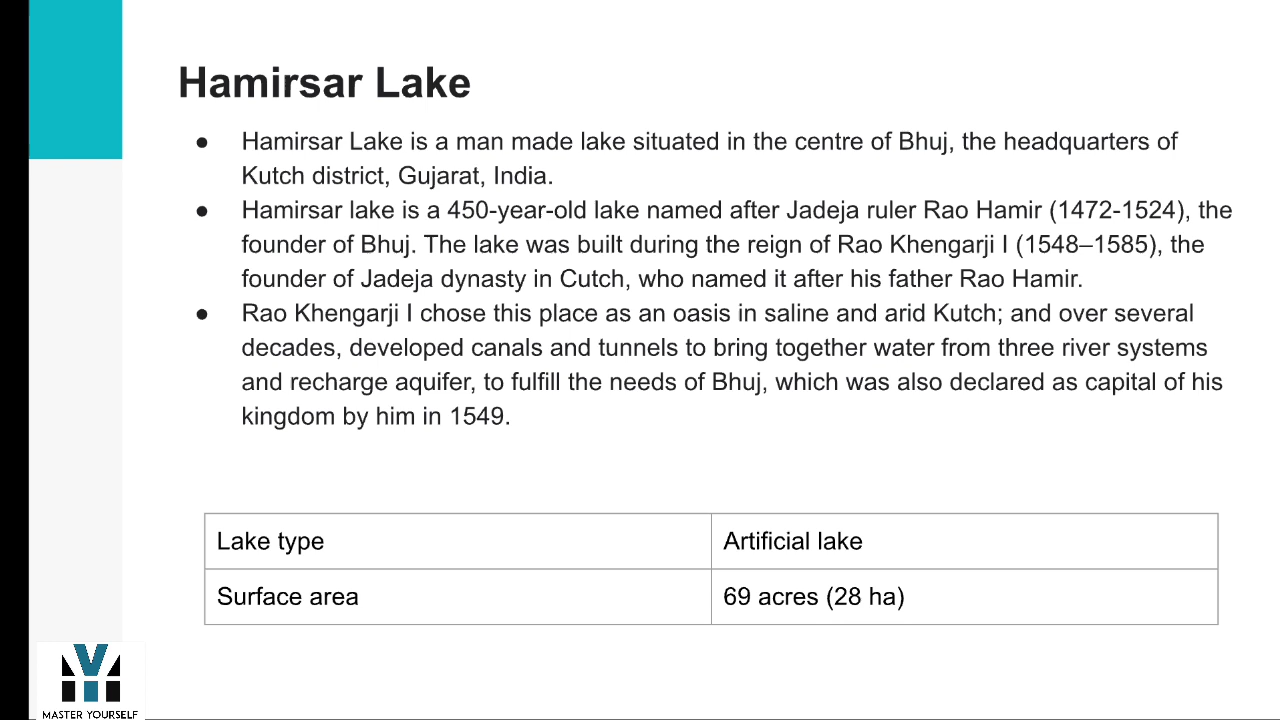 Hamirsar Lake
● Hamirsar Lake is a man made lake situated in the centre of Bhuj, the headquarters of
Kutch district, Gujarat, India.
● Hamirsar lake is a 450-year-old lake named after Jadeja ruler Rao Hamir (1472-1524), the
founder of Bhuj. The lake was built during the reign of Rao Khengarji I (1548–1585), the
founder of Jadeja dynasty in Cutch, who named it after his father Rao Hamir.
● Rao Khengarji I chose this place as an oasis in saline and arid Kutch; and over several
decades, developed canals and tunnels to bring together water from three river systems
and recharge aquifer, to fulfill the needs of Bhuj, which was also declared as capital of his
kingdom by him in 1549.
Lake type Artificial lake
Surface area 69 acres (28 ha)
MASTER YOURSELF